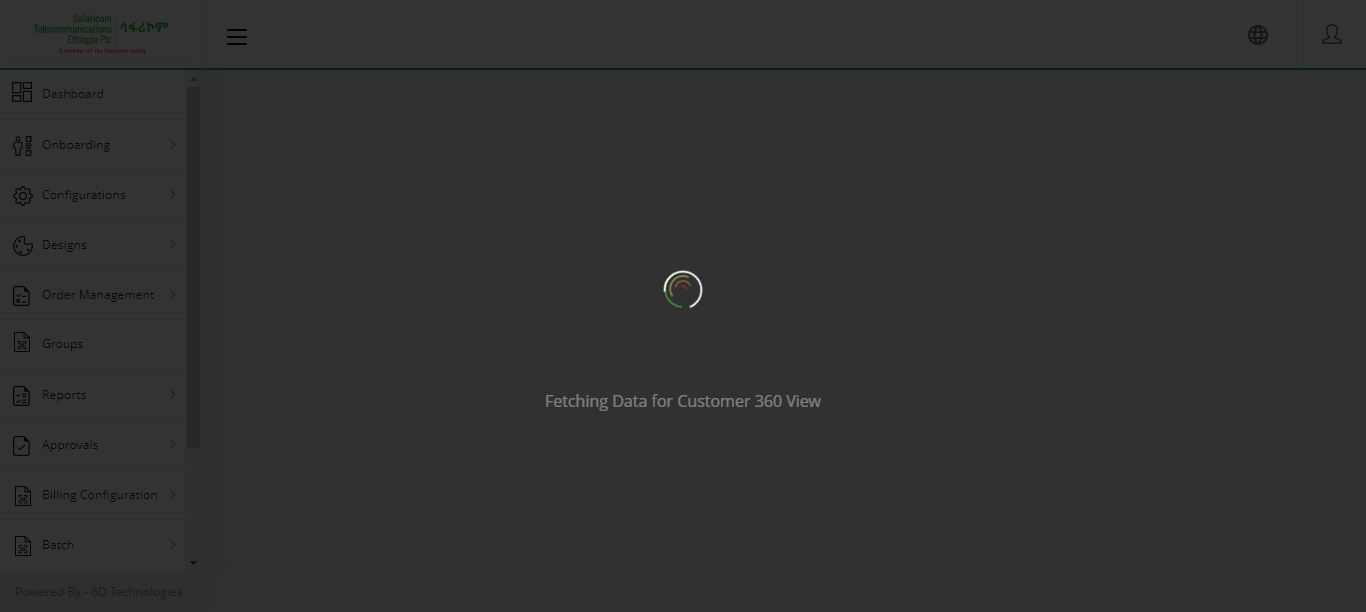 Safaricom
Telecommunications
Ethiopia Plc
ሳፋሪኮም
A member of the Vodacom family
Dashboard
Onboarding
Configurations
Designs
Order Management
Groups
Reports
Approvals
Billing Configuration
Batch
Fetching Data for Customer 360 View
Powered By - 6D Technologies